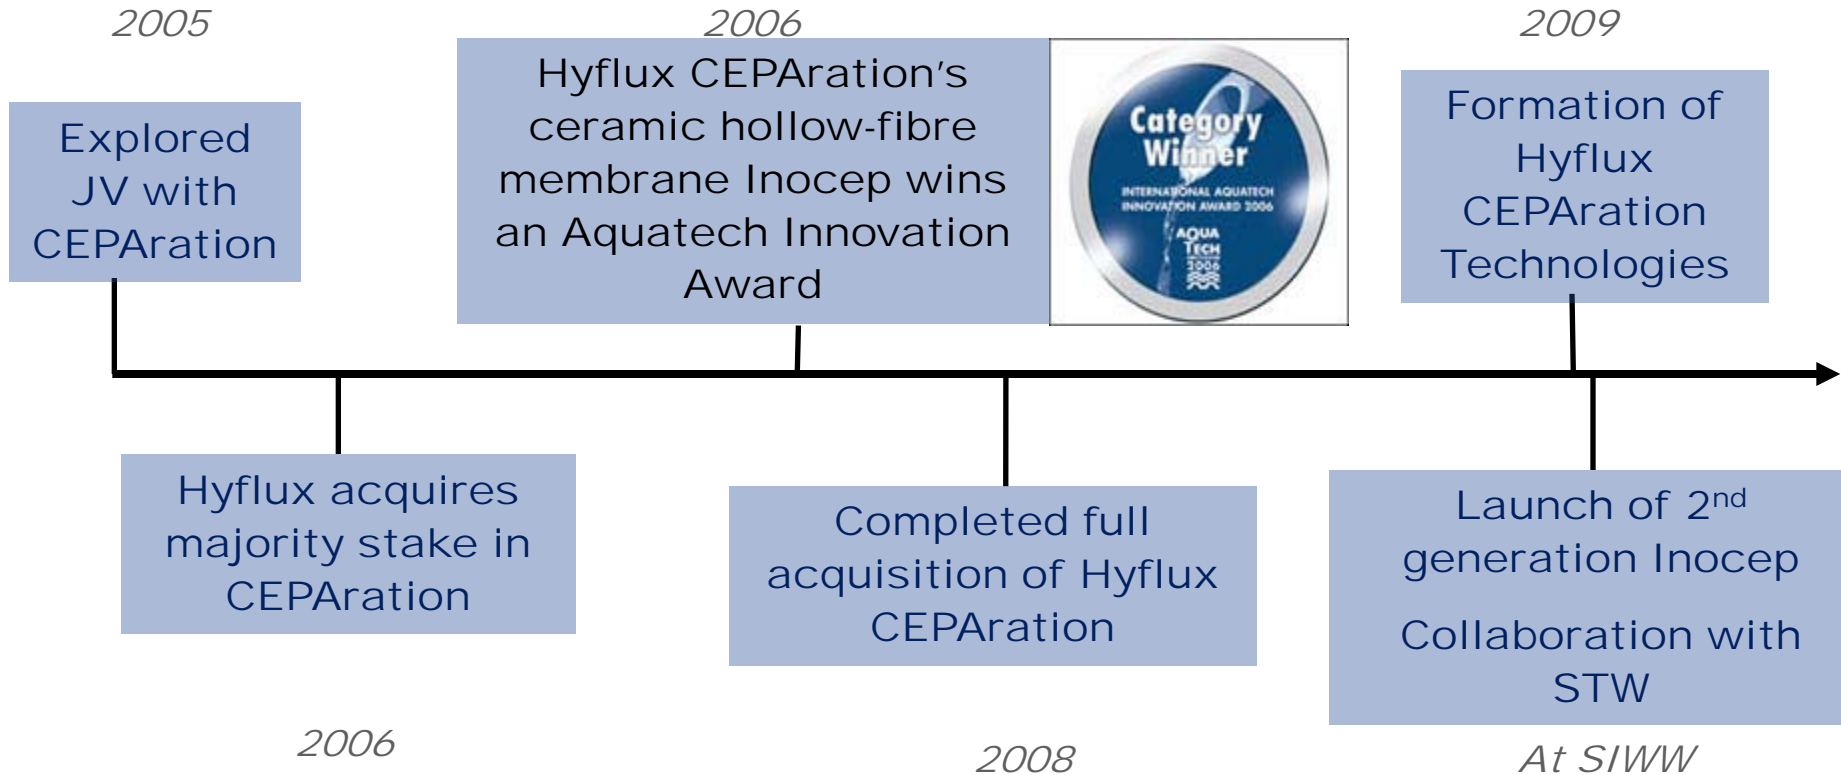 2005
Explored
JV with
CEPAration
2006
Hyflux CEPAration's
ceramic hollow-fibre
membrane Inocep wins
an Aquatech Innovation
Award
Category
Winner
INTERNATIONAL AQUATECH
INNOVATION AWARD 2006
AQUA
TECH
2006
2009
Formation of
Hyflux
CEPAration
Technologies
Hyflux acquires
majority stake in
CEPAration
2006
Completed full
acquisition of Hyflux
CEPAration
2008
Launch of 2nd
generation Inocep
Collaboration with
STW
At SIWW